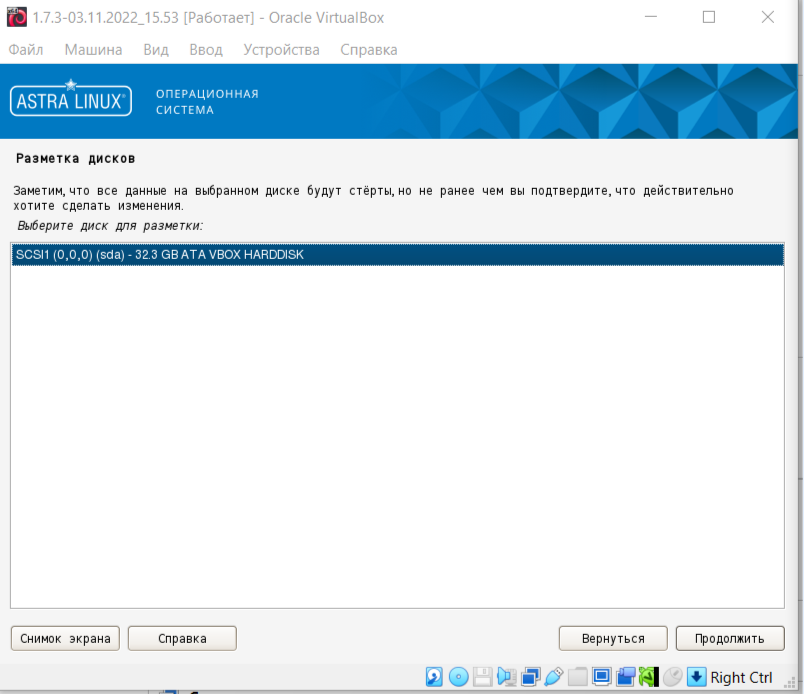 1.7.3-03.11.2022_15.53 [Работает] - Oracle VirtualBox
Файл Машина Вид Ввод Устройства Справка
ASTRA LINUX®
ОПЕРАЦИОННАЯ
СИСТЕМА
Разметка дисков
Заметим, что все данные на выбранном диске будут стёрты, но не ранее чем вы подтвердите, что действительно
хотите сделать изменения.
Выберите диск для разметки:
SCSI1 (0,0,0) (sda) - 32.3 GB ATA VBOX HARDDISK
Снимок экрана Справка Вернуться Продолжить
Right Ctrl